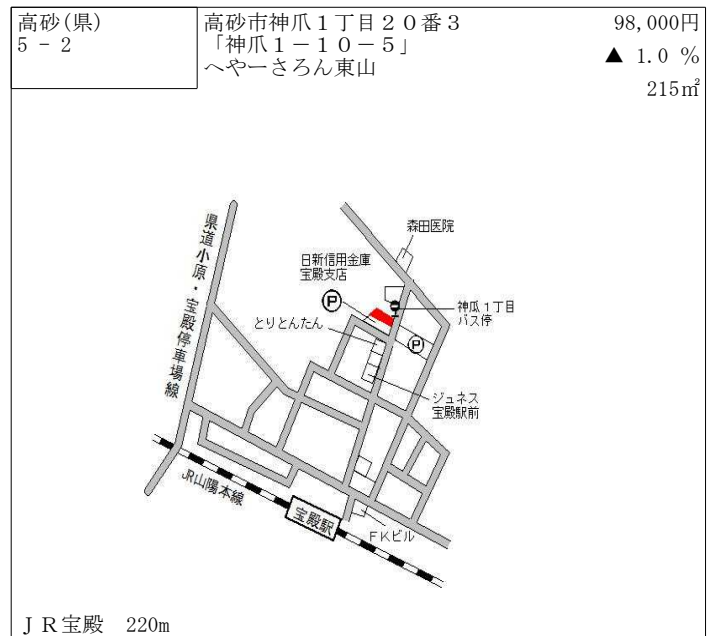 高砂(県)
5 - 2
高砂市神爪１丁目２０番３
「神爪１－１０－５」
へやーさろん東山
98,000円
▲ 1.0 %
215㎡
県道小原・宝殿停車場線
森田医院
日新信用金庫
宝殿支店
P
とりとんたん
神爪１丁目
バス停
P
ジュネス
宝殿駅前
JR山陽本線
宝殿駅
FKビル
ＪＲ宝殿　220m